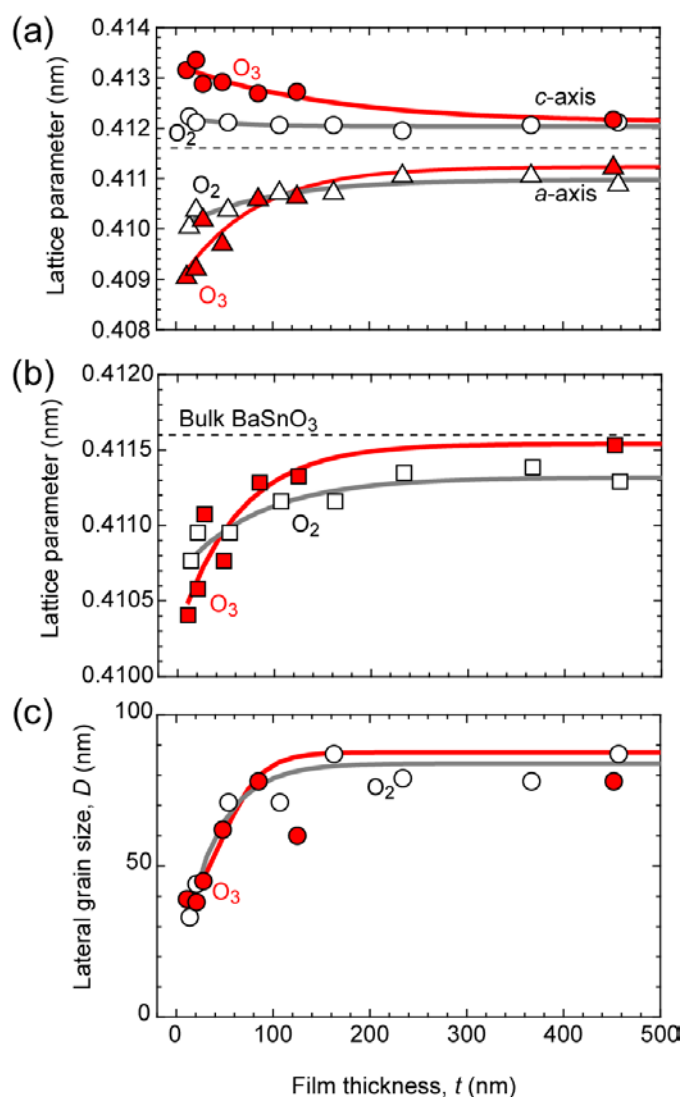 (a)
0.414
0.413
0.412
0.411
0.410
0.409
0.408
Lattice parameter (nm)
O3
c-axis
O2
O2
a-axis
O3
(b)
0.4120
0.4115
0.4110
0.4105
0.4100
Lattice parameter (nm)
Bulk BaSnO3
O2
O3
(c)
100
50
0
Lateral grain size, D (nm)
O2
O3
0 100 200 300 400 500
Film thickness, t (nm)